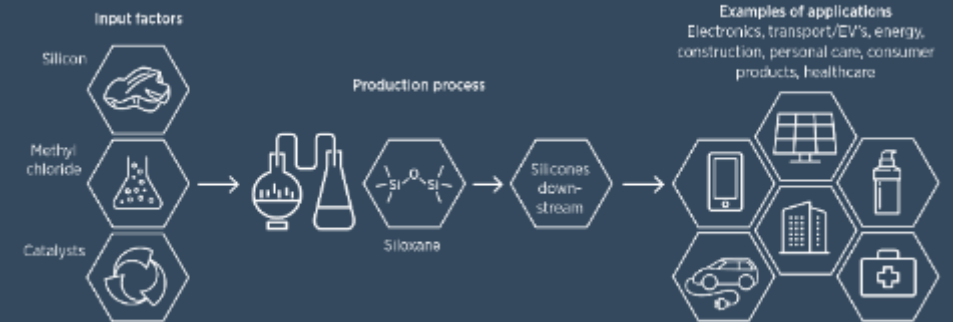 Input factors
Silicon
Methyl
chloride
Catalysts
Production process
Si O Si
Siloxane
Silicones
down-
stream
Examples of applications
Electronics, transport/EV's, energy,
construction, personal care, consumer
products, healthcare